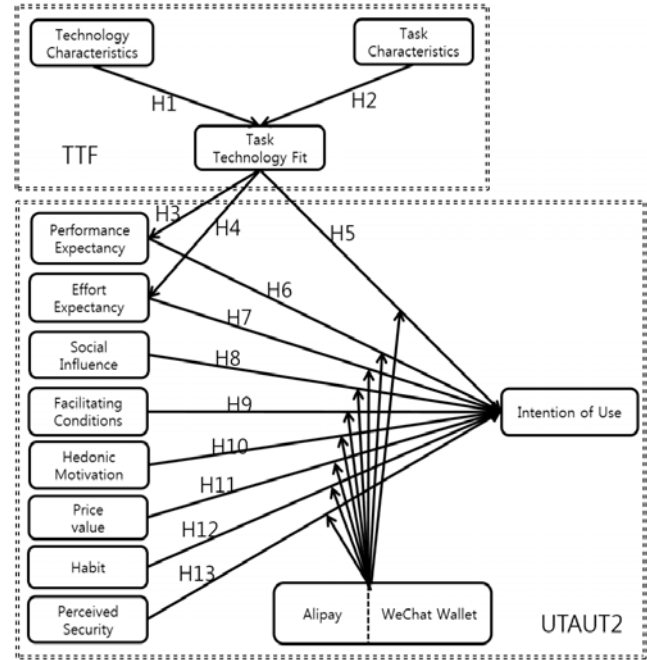 Technology
Characteristics
Task
Characteristics
H1
H2
TTF
Task
Technology Fit
H3
H4
H5
Performance
Expectancy
H6
Effort
Expectancy
H7
Social
Influence
H8
Facilitating
Conditions
H9
Intention of Use
Hedonic
Motivation
H10
Price
value
H11
Habit
H12
Perceived
Security
H13
Alipay
WeChat Wallet
UTAUT2